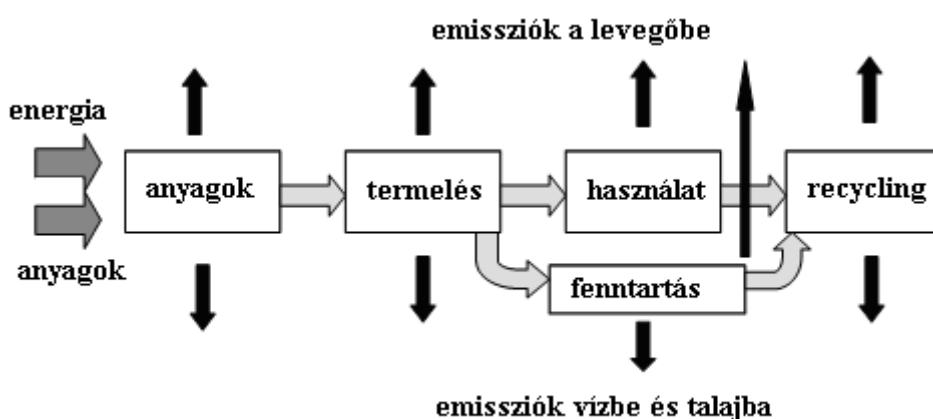 emissziók a levegőbe
energia
anyagok
termelés
használat
recycling
anyagok
fenntartás
emissziók vízbe és talajba